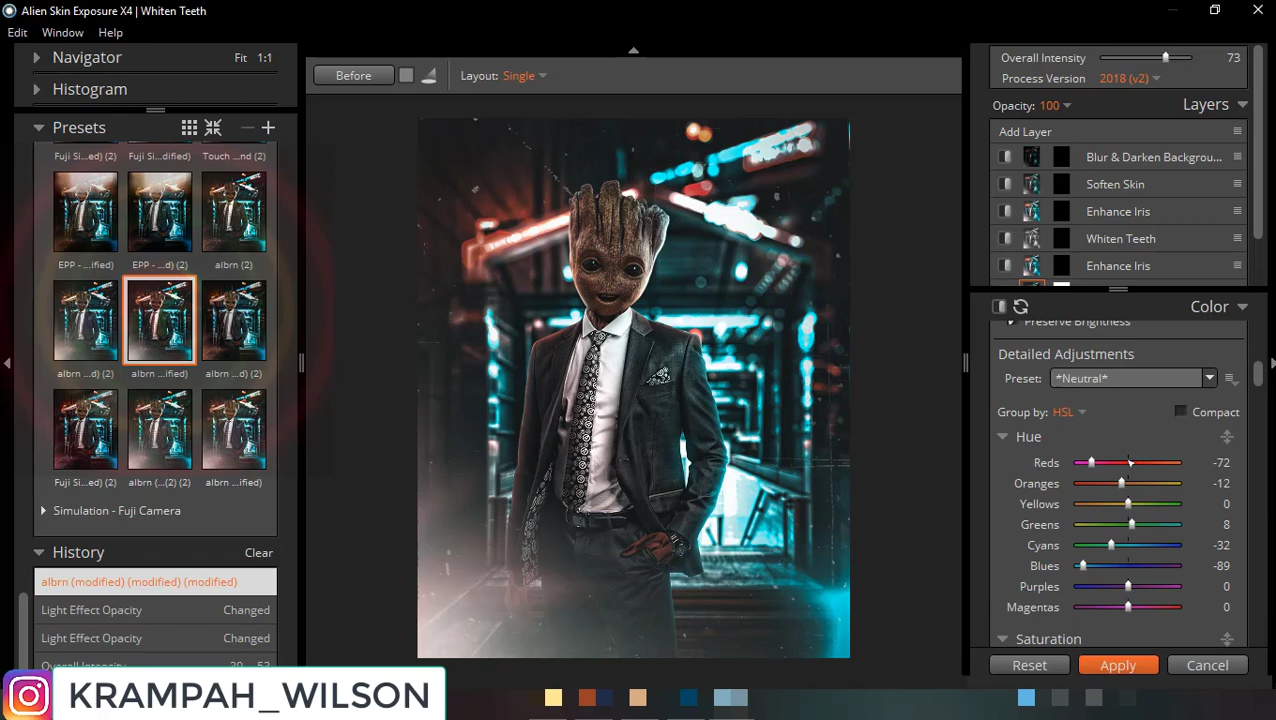 Alien Skin Exposure X4 | Whiten Teeth
Edit Window Help
Navigator Fit 1:1
Histogram
Presets
Fuji Si...ed) (2) Fuji Si...dified) Touch ...nd (2)
EPP - ...ified) EPP - ...d) (2) albrn (2)
albrn ...d) (2) albrn ...ified) albrn ...d) (2)
Fuji Si...ed) (2) albrn (...(2) (2) albrn ...ified)
Simulation - Fuji Camera
History Clear
albrn (modified) (modified) (modified)
Light Effect Opacity Changed
Light Effect Opacity Changed
Overall Intensity
KRAMPAH_WILSON
Before Layout: Single
Overall Intensity 73
Process Version 2018 (v2)
Opacity: 100 Layers
Add Layer
Blur & Darken Backgrou...
Soften Skin
Enhance Iris
Whiten Teeth
Enhance Iris
Color
Preserve Brightness
Detailed Adjustments
Preset: *Neutral*
Group by: HSL Compact
Hue
Reds -72
Oranges -12
Yellows 0
Greens 8
Cyans -32
Blues -89
Purples 0
Magentas 0
Saturation
Reset Apply Cancel